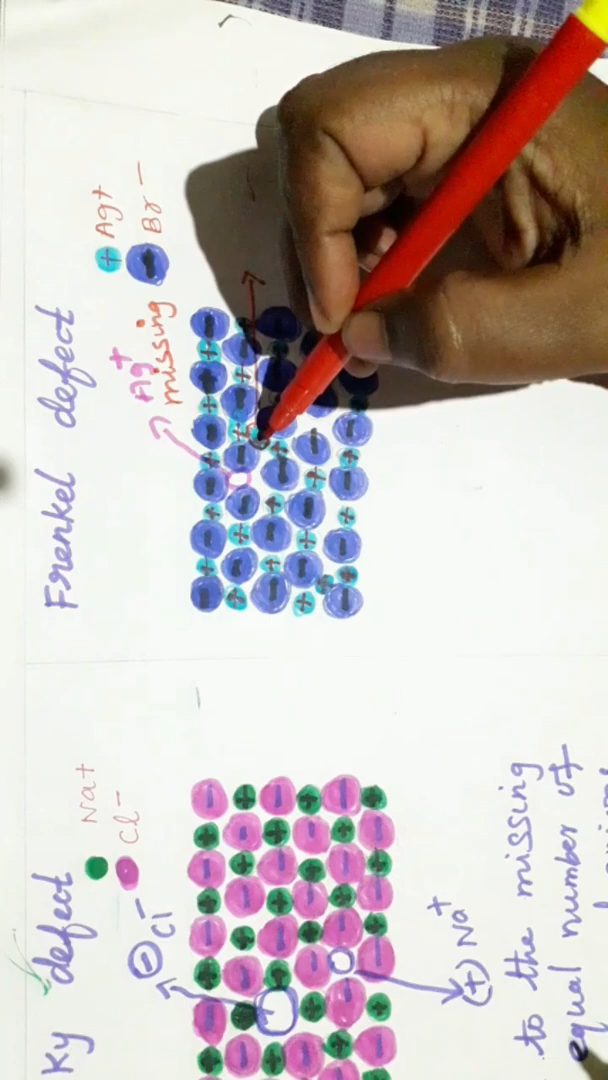 Frenkel defect
+ Ag+
- Br -
Ag+
missing
ky defect
Na+
Cl-
- Cl-
(+) Na+
to the missing
equal number of